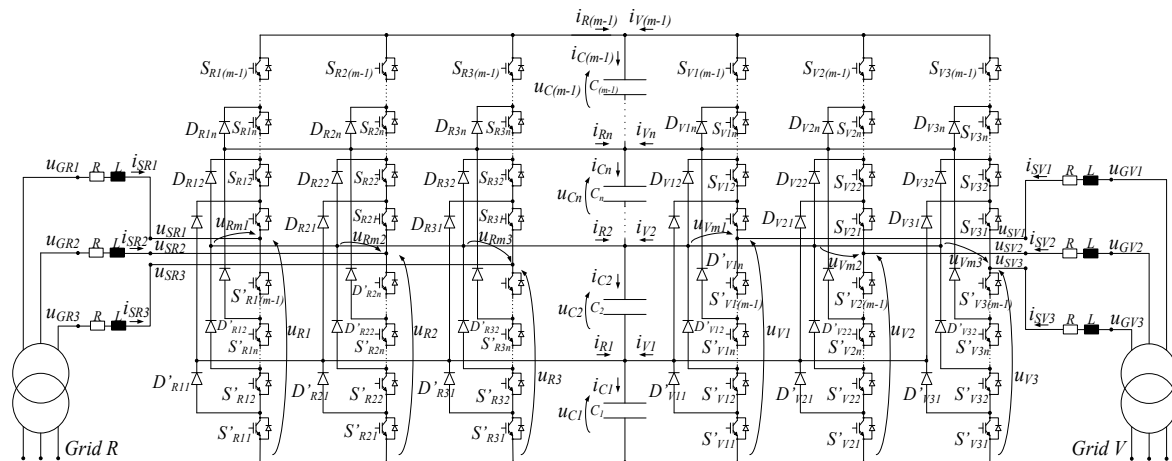 i_R(m-1) i_V(m-1)
i_C(m-1)
S_R1(m-1) S_R2(m-1) S_R3(m-1) u_C(m-1) C_(m-1) S_V1(m-1) S_V2(m-1) S_V3(m-1)
D_R1n S_R1n D_R2n S_R2n D_R3n S_R3n i_Rn i_Vn D_V1n S_V1n D_V2n S_V2n D_V3n S_V3n
i_Cn
u_GR1 R L i_SR1 D_R12 S_R12 D_R22 S_R22 D_R32 S_R32 u_Cn C_n D_V12 S_V12 D_V22 S_V22 D_V32 S_V32 i_SV1 R L u_GV1
u_SR1 u_Rm1 D_R21 S_R21 u_Rm2 D_R31 S_R31 u_Rm3 i_R2 i_V2 u_Vm1 D_V21 S_V21 D_V31 S_V31 u_SV1
u_GR2 R L i_SR2 u_SR2 u_Vm2 u_Vm3 u_SV2 i_SV2 R L u_GV2
u_SR3 D'_V1n u_SV3
S'_R1(m-1) D'_R2n i_C2 S'_V1(m-1) S'_V2(m-1) S'_V3(m-1)
u_GR3 R L i_SR3 u_R1 u_R2 u_C2 C_2 u_V1 u_V2 i_SV3 R L u_GV3
D'_R12 S'_R1n D'_R22 S'_R2n D'_R32 S'_R3n i_R1 i_V1 D'_V12 S'_V1n D'_V22 S'_V2n D'_V32 S'_V3n
u_R3 u_V3
D'_R11 S'_R12 D'_R21 S'_R22 D'_R31 S'_R32 i_C1 D'_V11 S'_V12 D'_V21 S'_V22 D'_V31 S'_V32
u_C1 C_1
S'_R11 S'_R21 S'_R31 S'_V11 S'_V21 S'_V31
Grid R Grid V